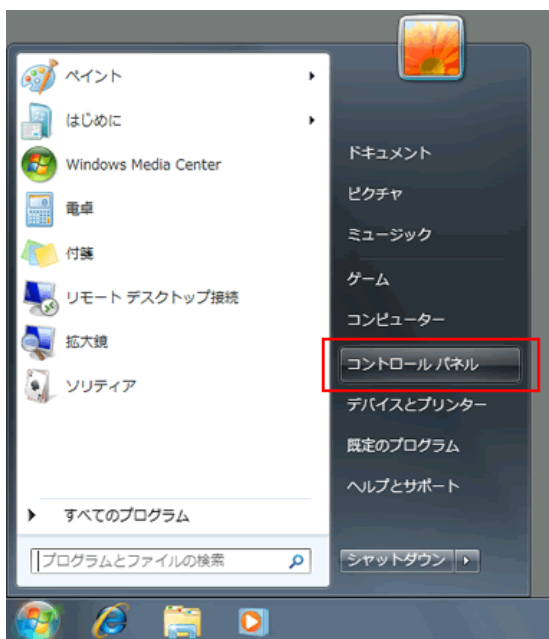 ペイント
はじめに
Windows Media Center
電卓
付箋
リモート デスクトップ接続
拡大鏡
ソリティア
すべてのプログラム
プログラムとファイルの検索
ドキュメント
ピクチャ
ミュージック
ゲーム
コンピューター
コントロール パネル
デバイスとプリンター
既定のプログラム
ヘルプとサポート
シャットダウン